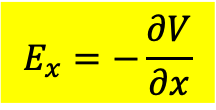 Eₓ = −∂V/∂x